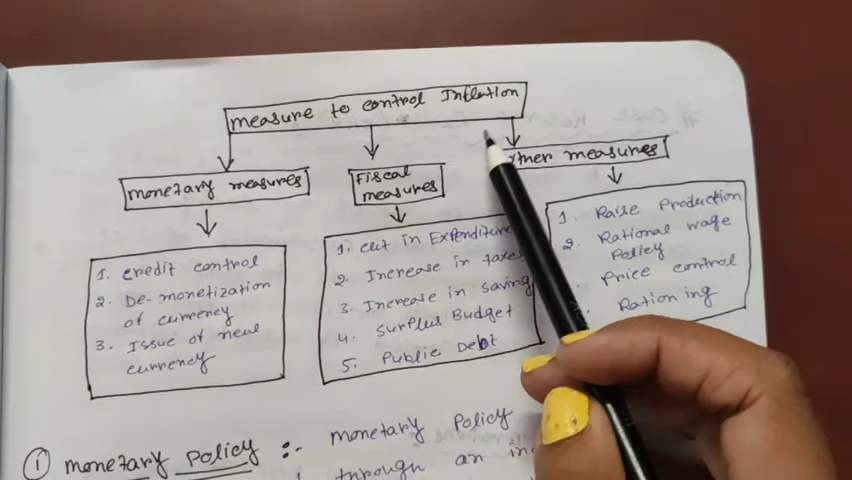 measure to control Inflation
monetary measures
Fiscal
measures
ther measures
1. credit control
2. De-monetization
of currency
3. Issue of new
currency
1. cut in Expenditure
2. Increase in taxes
3. Increase in saving
4. Surplus Budget
5. Public Debt
1. Raise Production
2. Rational wage
Policy
Price control
Rationing
① monetary policy :- monetary Policy
through an